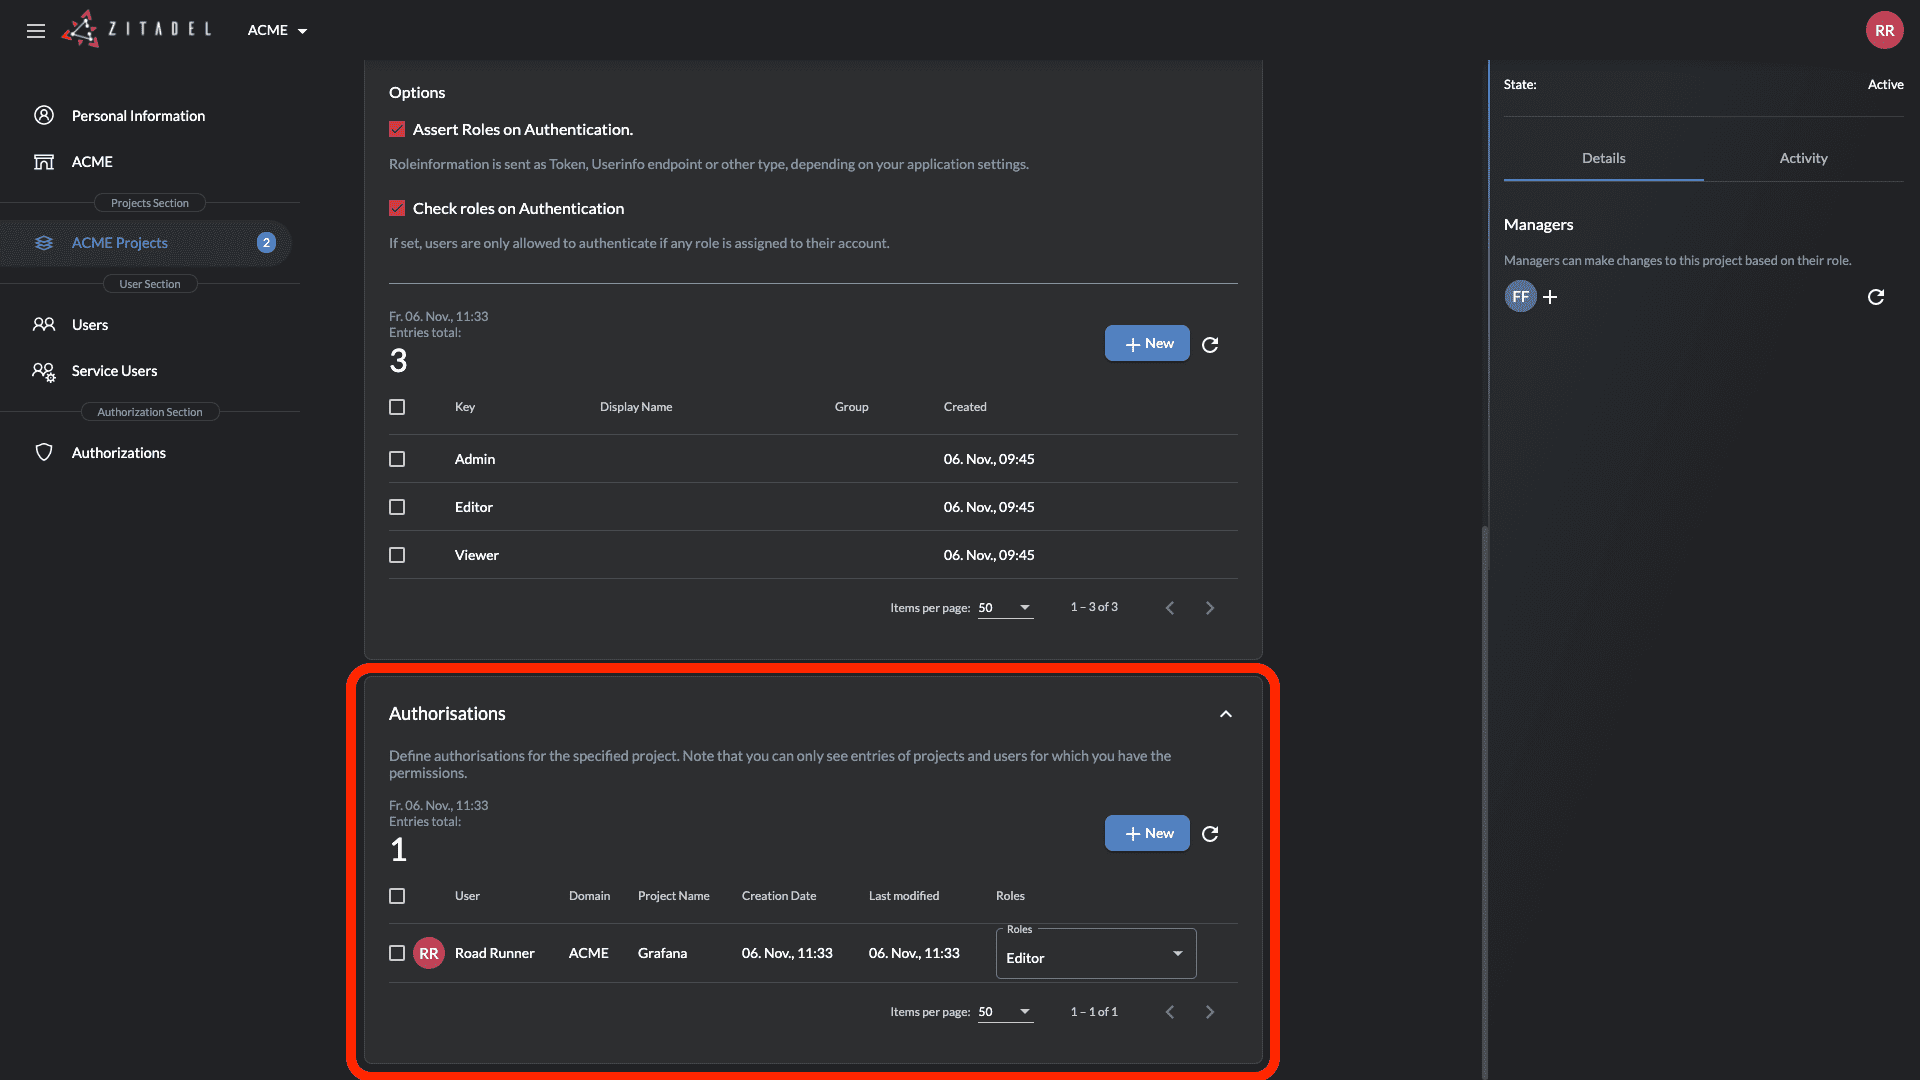 ZITADEL
ACME
RR
Personal Information
ACME
Projects Section
ACME Projects
2
User Section
Users
Service Users
Authorization Section
Authorizations
Options
Assert Roles on Authentication.
Roleinformation is sent as Token, Userinfo endpoint or other type, depending on your application settings.
Check roles on Authentication
If set, users are only allowed to authenticate if any role is assigned to their account.
Fr. 06. Nov., 11:33
Entries total:
3
New
Key Display Name Group Created
Admin 06. Nov., 09:45
Editor 06. Nov., 09:45
Viewer 06. Nov., 09:45
Items per page: 50 1 – 3 of 3
Authorisations
Define authorisations for the specified project. Note that you can only see entries of projects and users for which you have the
permissions.
Fr. 06. Nov., 11:33
Entries total:
1
New
User Domain Project Name Creation Date Last modified Roles
Roles
RR Road Runner ACME Grafana 06. Nov., 11:33 06. Nov., 11:33 Editor
Items per page: 50 1 – 1 of 1
State: Active
Details Activity
Managers
Managers can make changes to this project based on their role.
FF